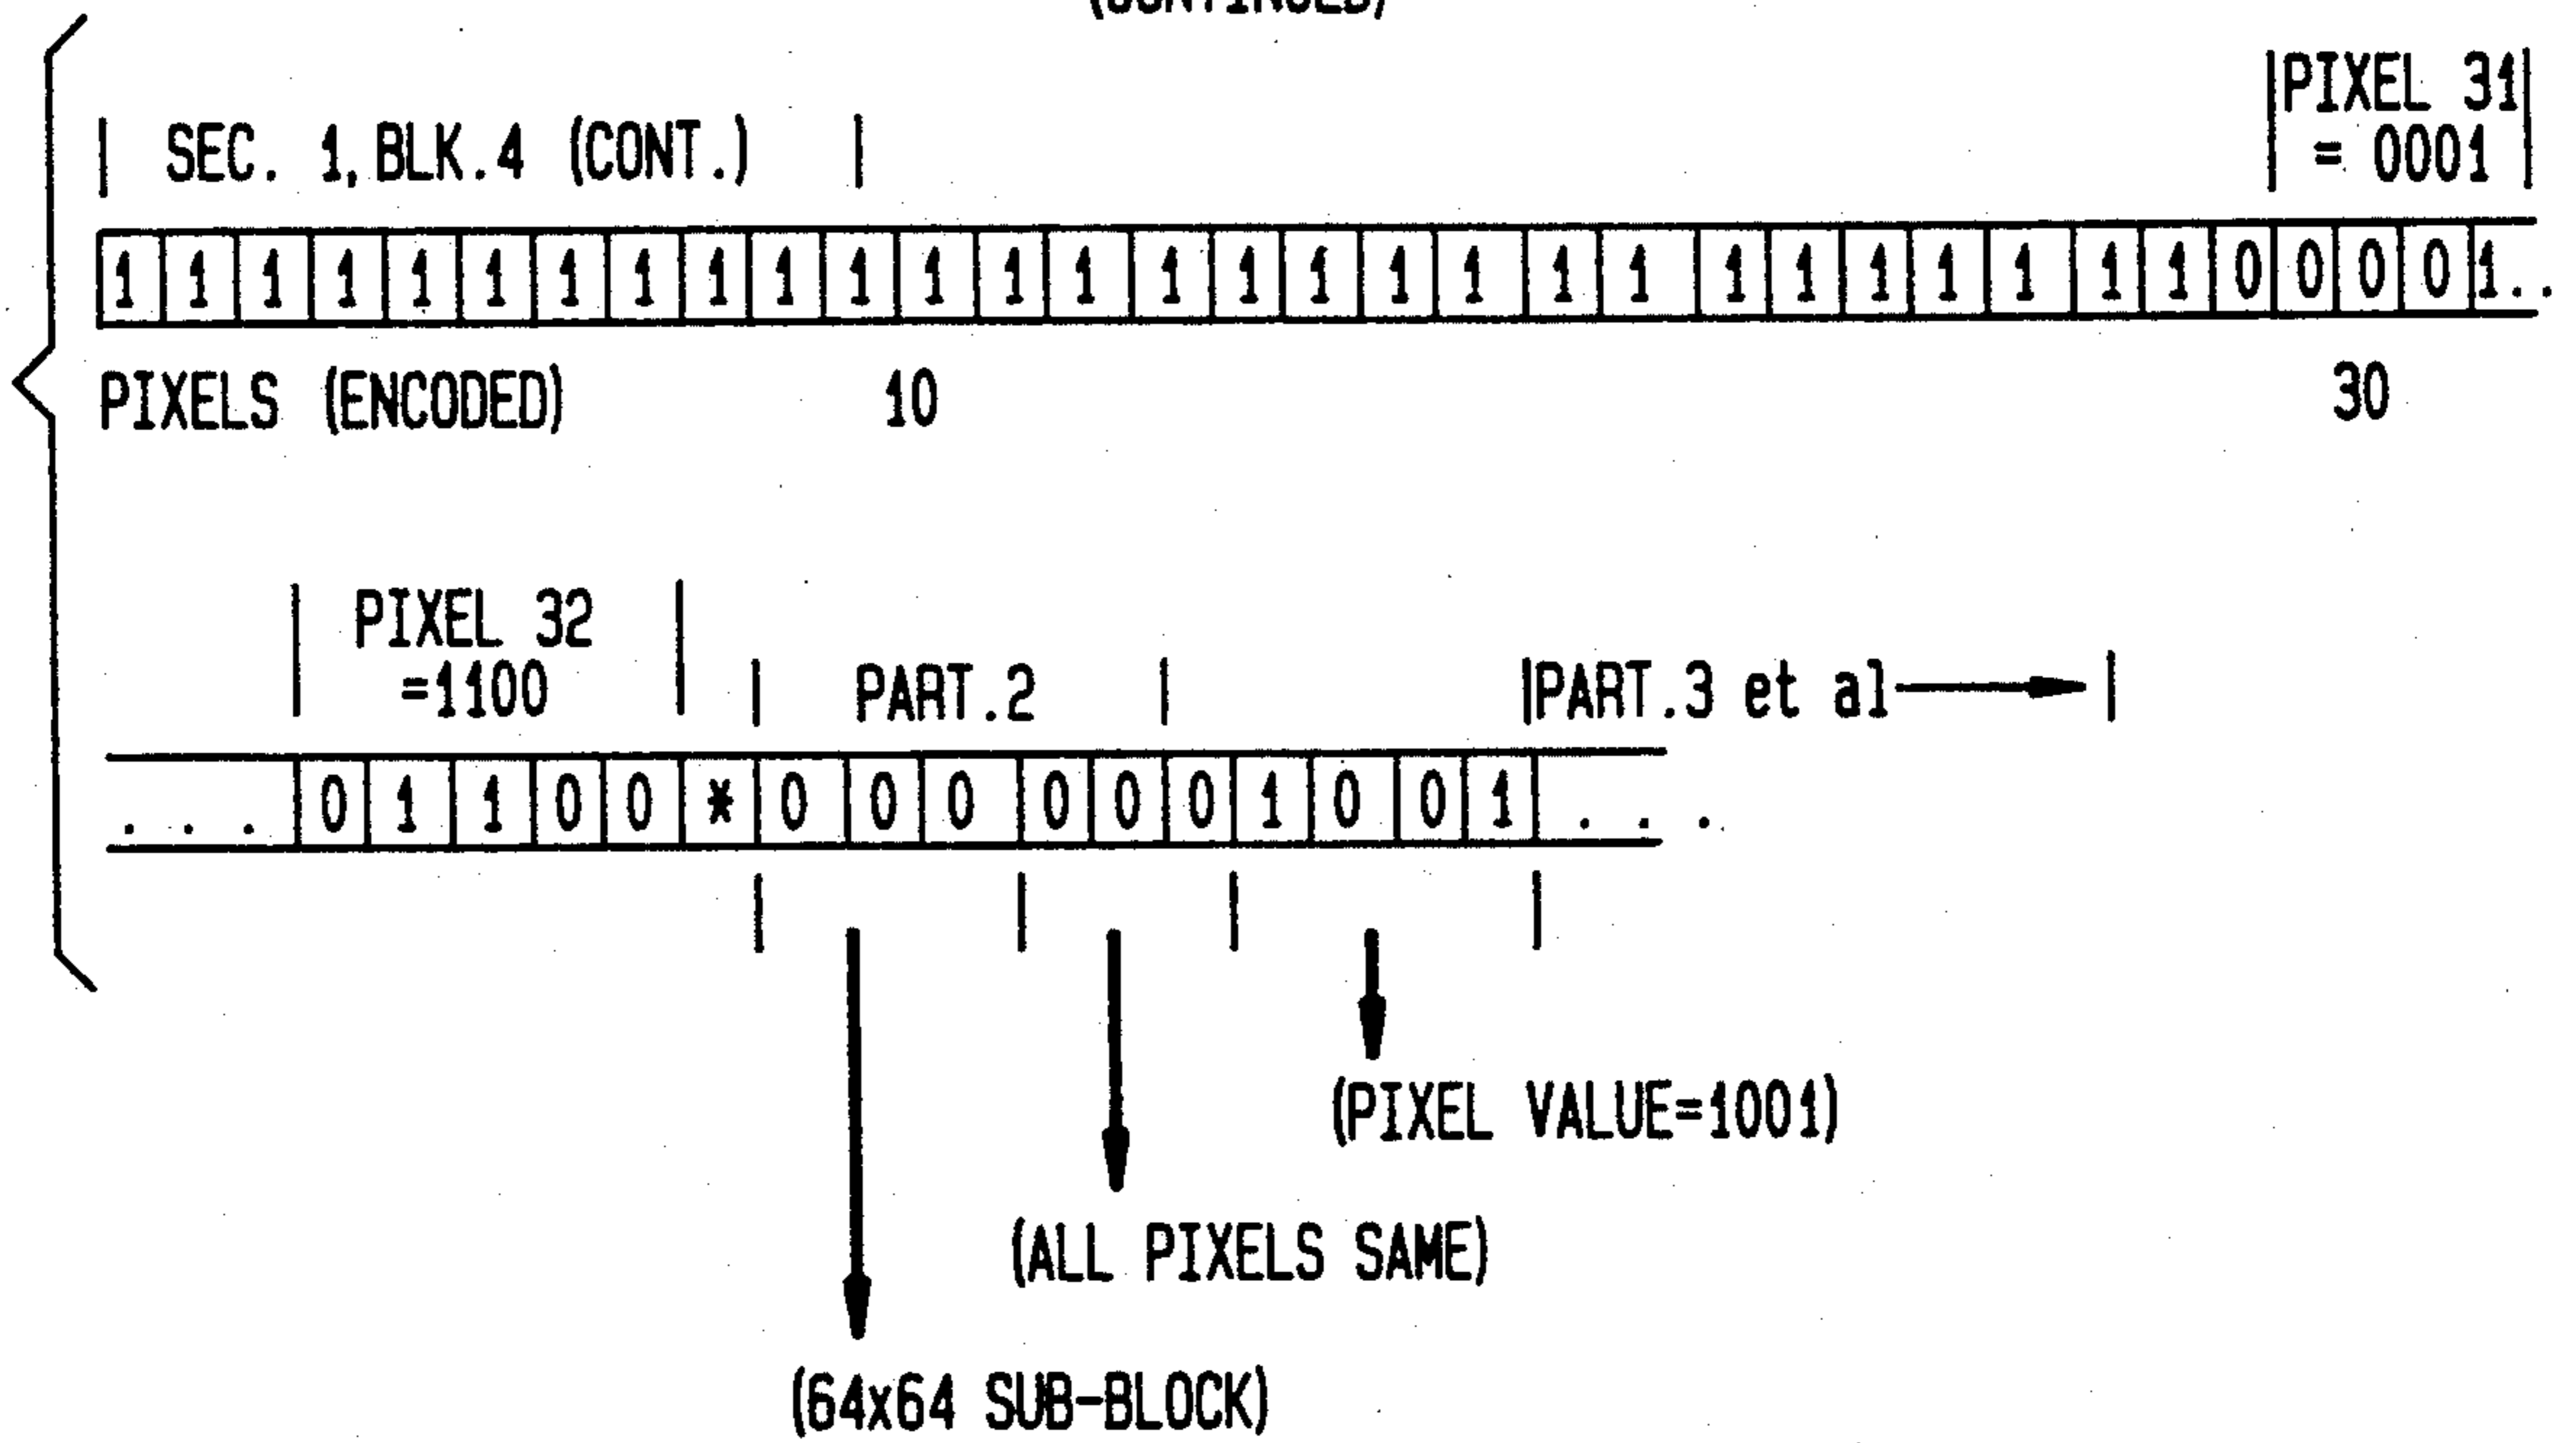 (CONTINUED)
PIXEL 31
= 0001
SEC. 1, BLK.4 (CONT.)
1 1 1 1 1 1 1 1 1 1 1 1 1 1 1 1 1 1 1 1 1 1 1 1 1 1 1 1 0 0 0 0 1..
PIXELS (ENCODED) 10 30
PIXEL 32
=1100
PART.2
PART.3 et al
. . . 0 1 1 0 0 * 0 0 0 0 0 0 1 0 0 1 . . .
(PIXEL VALUE=1001)
(ALL PIXELS SAME)
(64x64 SUB-BLOCK)